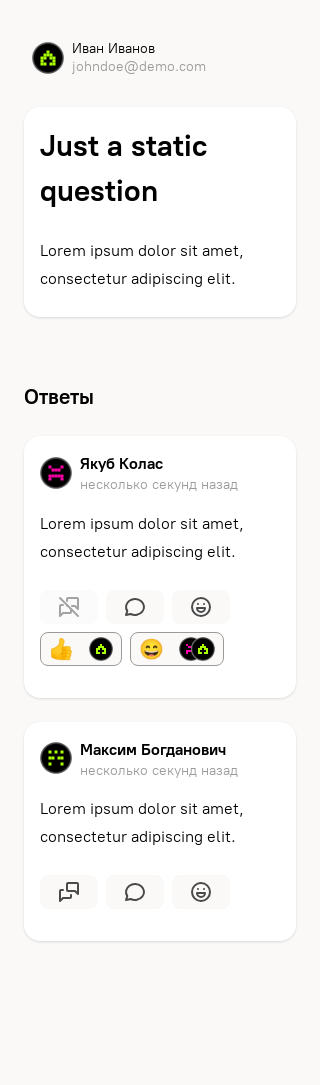 Иван Иванов
johndoe@demo.com
Just a static
question
Lorem ipsum dolor sit amet,
consectetur adipiscing elit.
Ответы
Якуб Колас
несколько секунд назад
Lorem ipsum dolor sit amet,
consectetur adipiscing elit.
Максим Богданович
несколько секунд назад
Lorem ipsum dolor sit amet,
consectetur adipiscing elit.